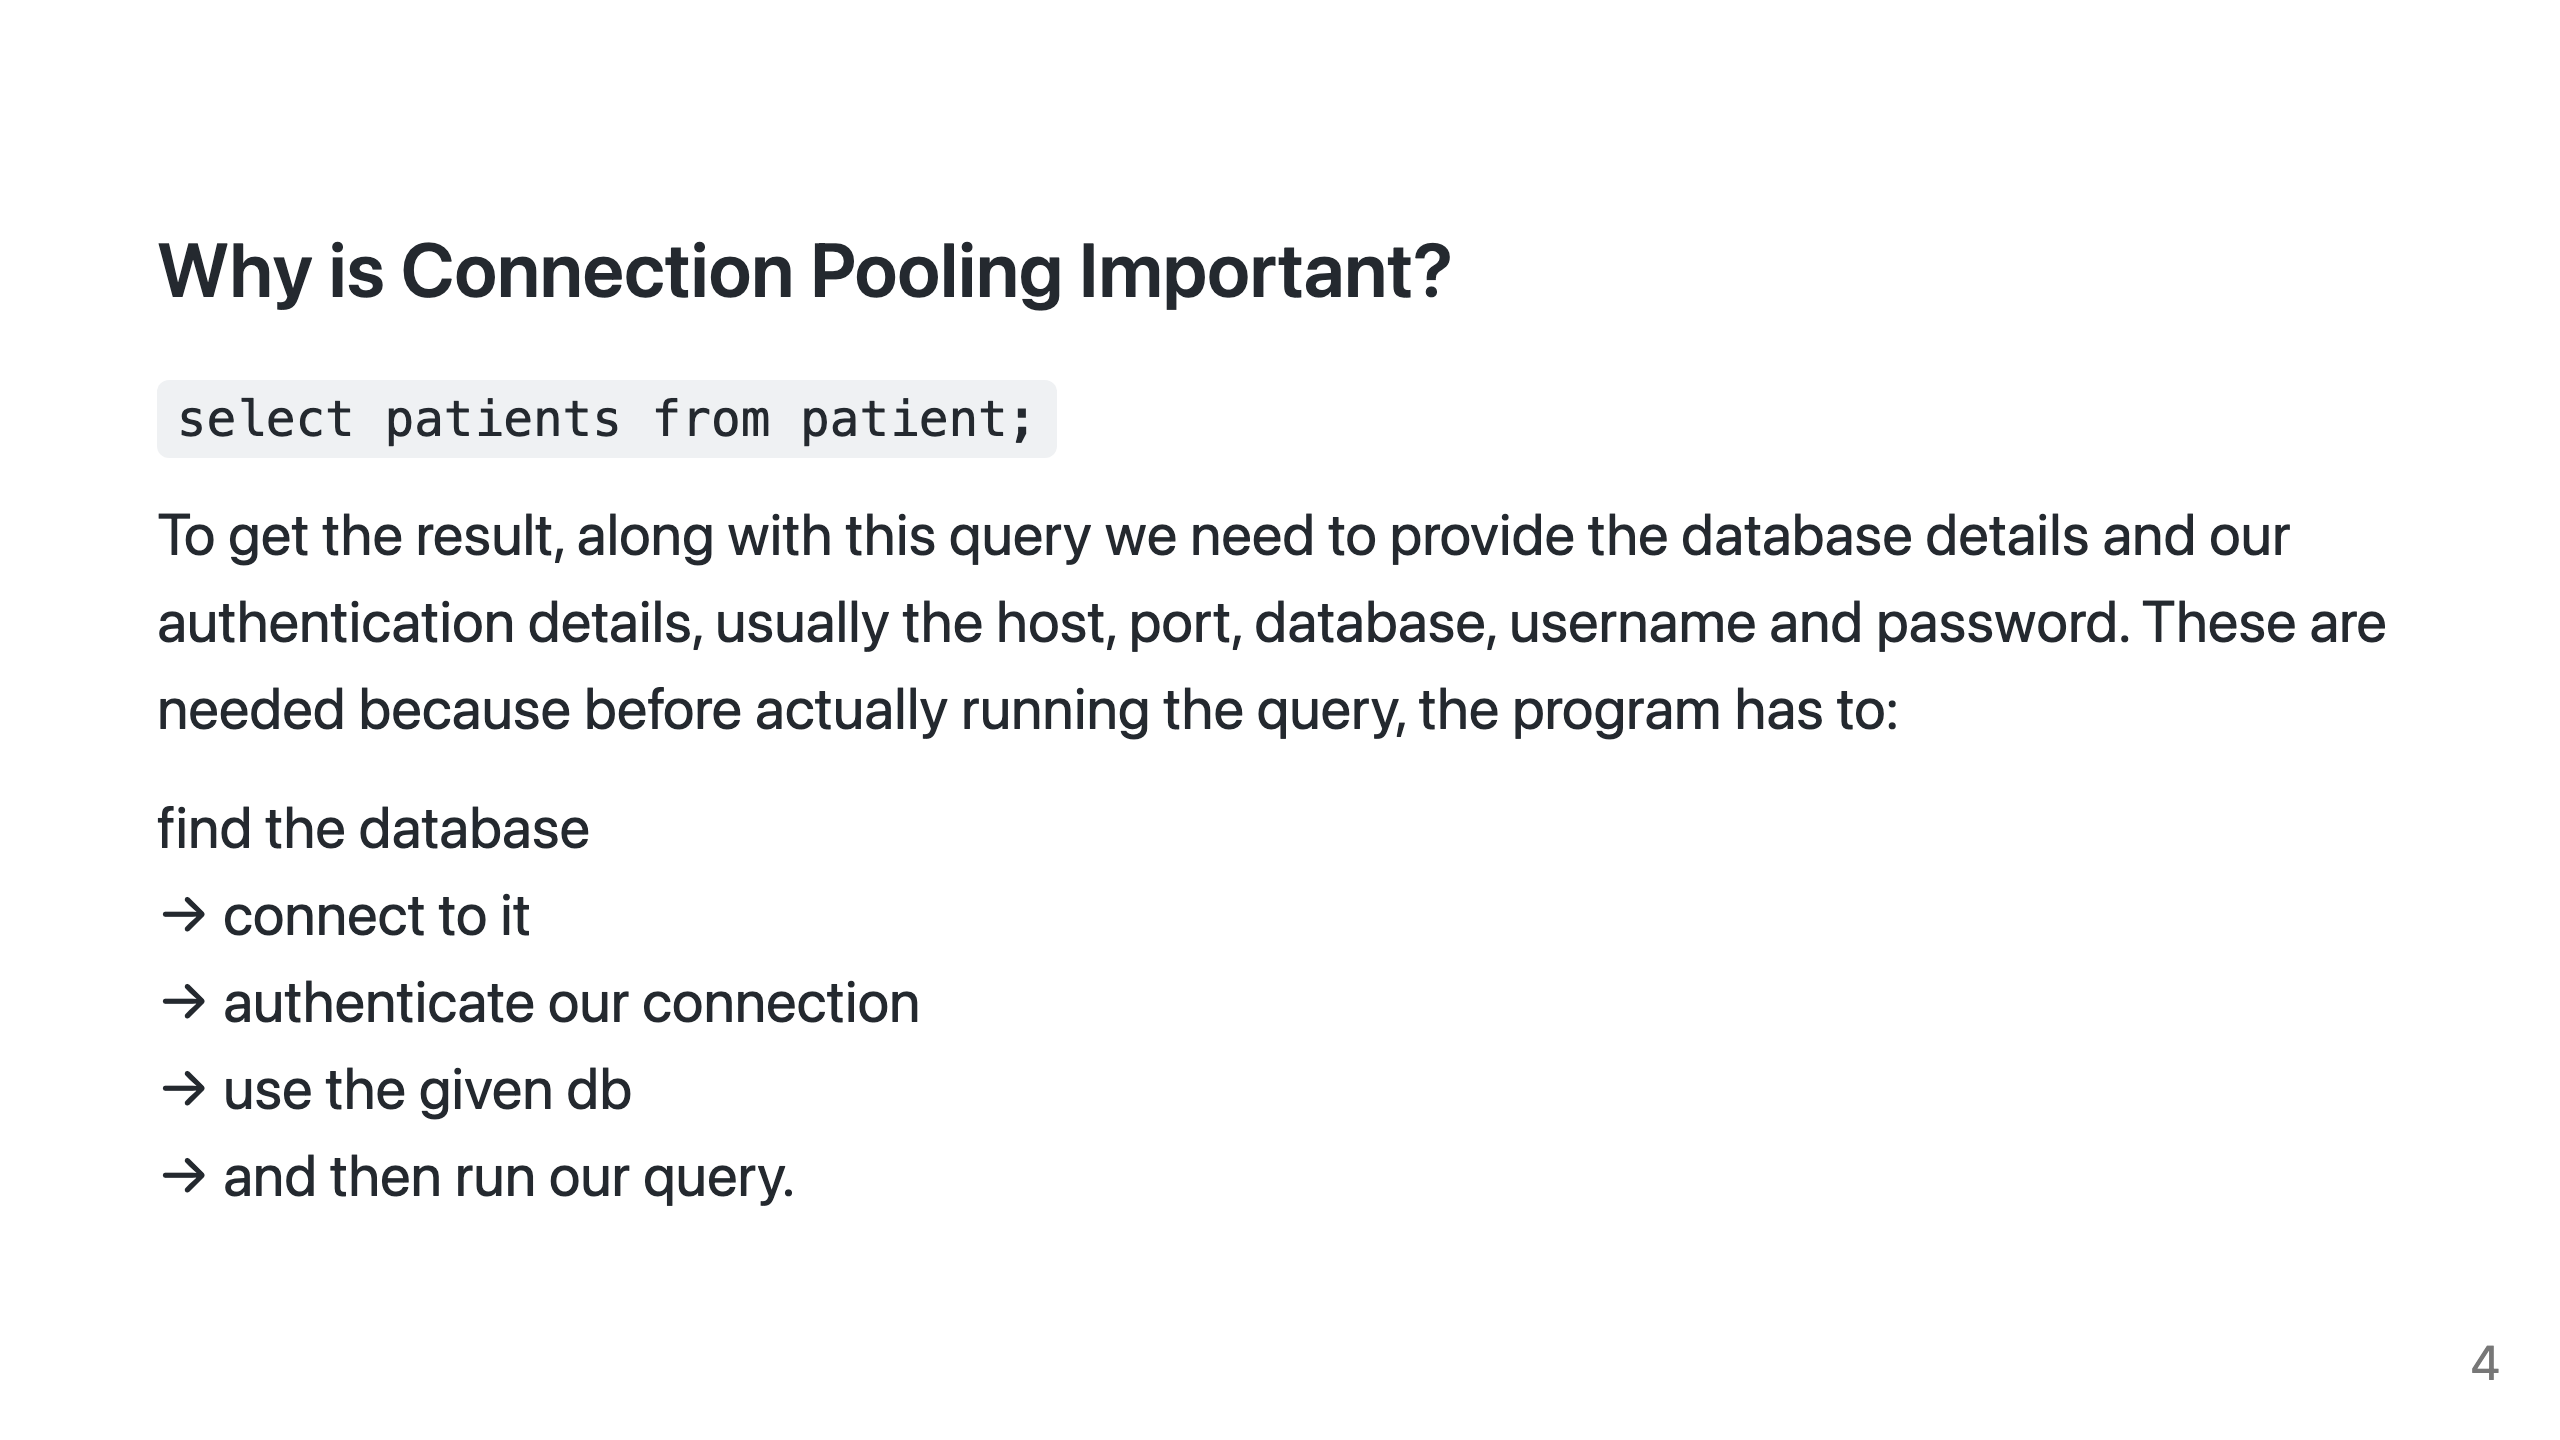 Why is Connection Pooling Important?
select patients from patient;
To get the result, along with this query we need to provide the database details and our
authentication details, usually the host, port, database, username and password. These are
needed because before actually running the query, the program has to:
find the database
→ connect to it
→ authenticate our connection
→ use the given db
→ and then run our query.
4